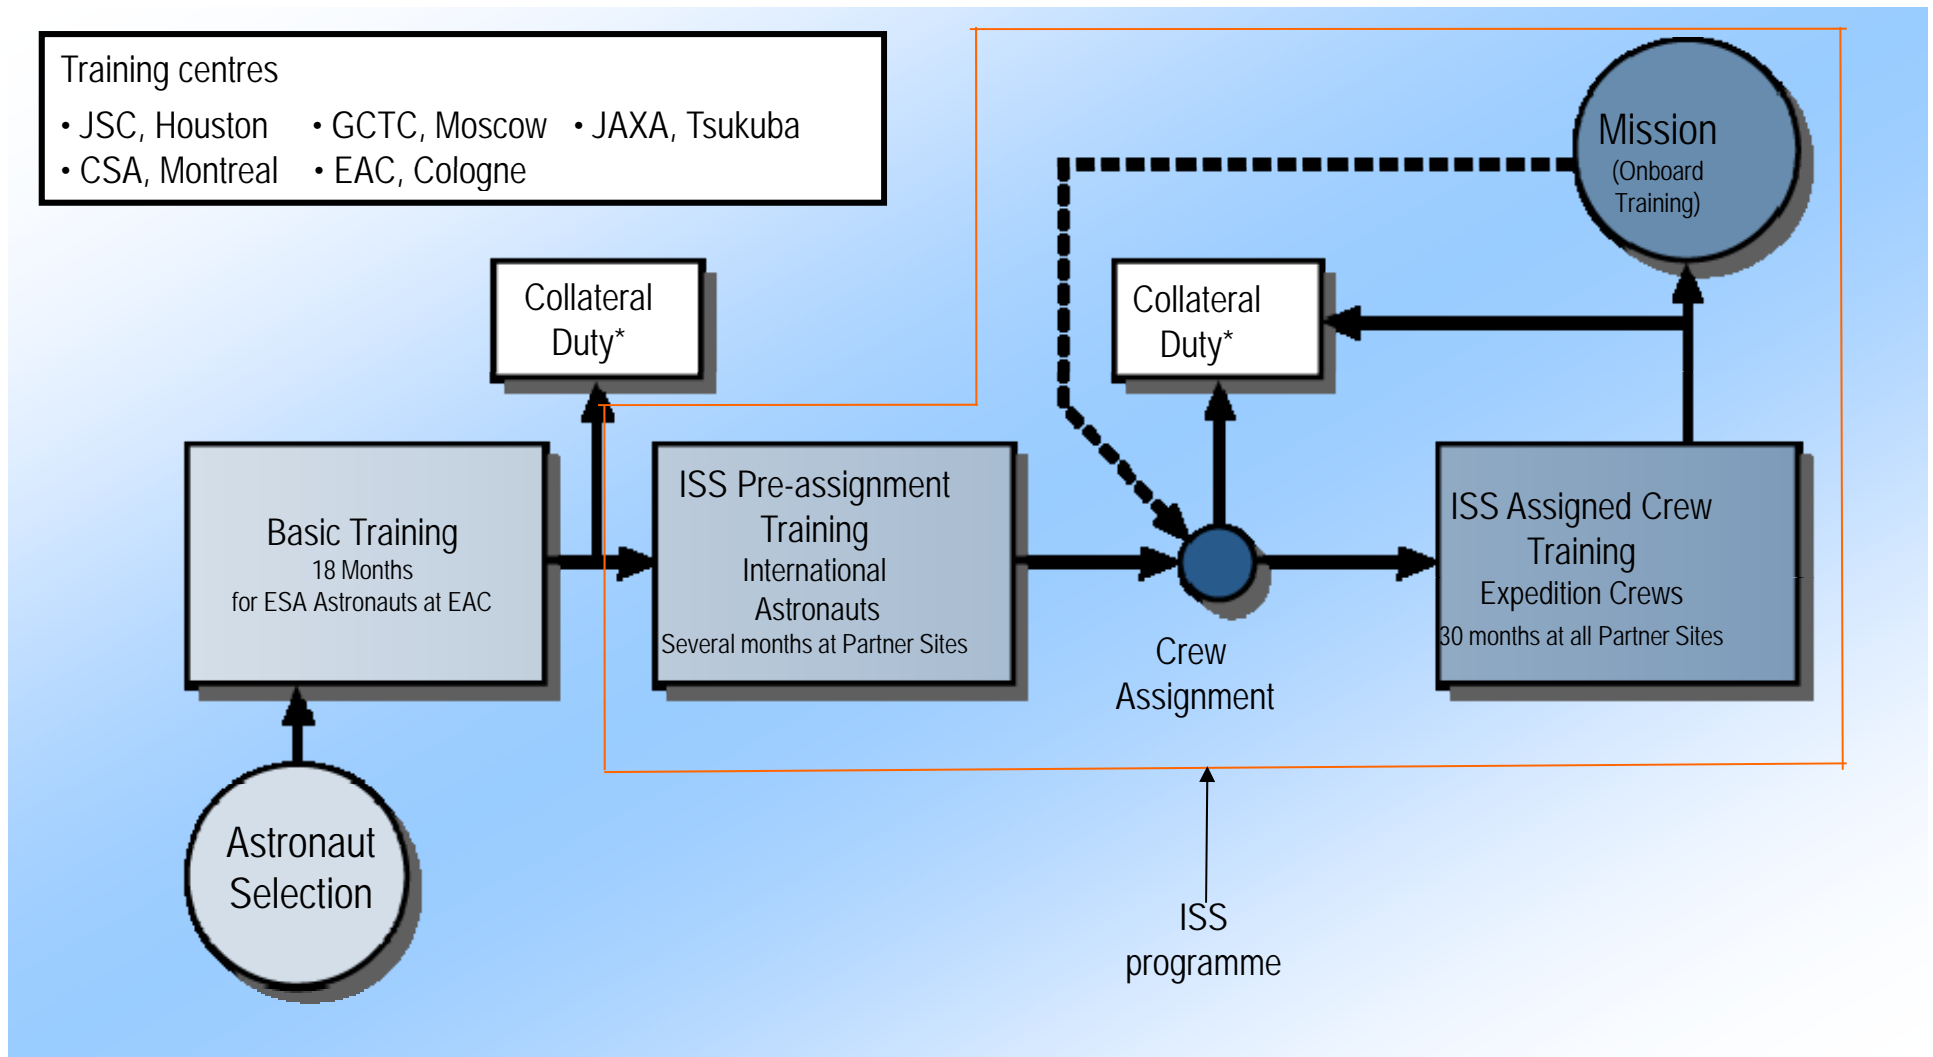 Training centres
• JSC, Houston • GCTC, Moscow • JAXA, Tsukuba
• CSA, Montreal • EAC, Cologne
Mission
(Onboard
Training)
Collateral
Duty*
Collateral
Duty*
Basic Training
18 Months
for ESA Astronauts at EAC
ISS Pre-assignment
Training
International
Astronauts
Several months at Partner Sites
Crew
Assignment
ISS Assigned Crew
Training
Expedition Crews
30 months at all Partner Sites
Astronaut
Selection
ISS
programme